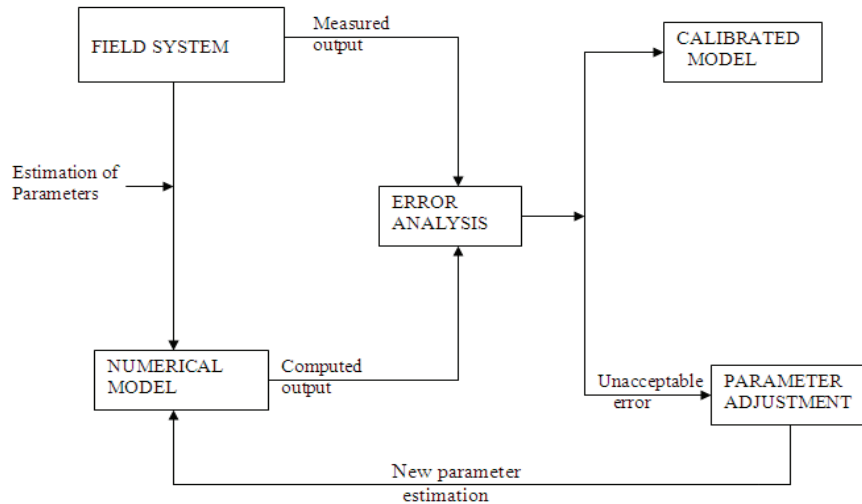 FIELD SYSTEM
Measured
output
CALIBRATED
MODEL
Estimation of
Parameters
ERROR
ANALYSIS
NUMERICAL
MODEL
Computed
output
Unacceptable
error
PARAMETER
ADJUSTMENT
New parameter
estimation